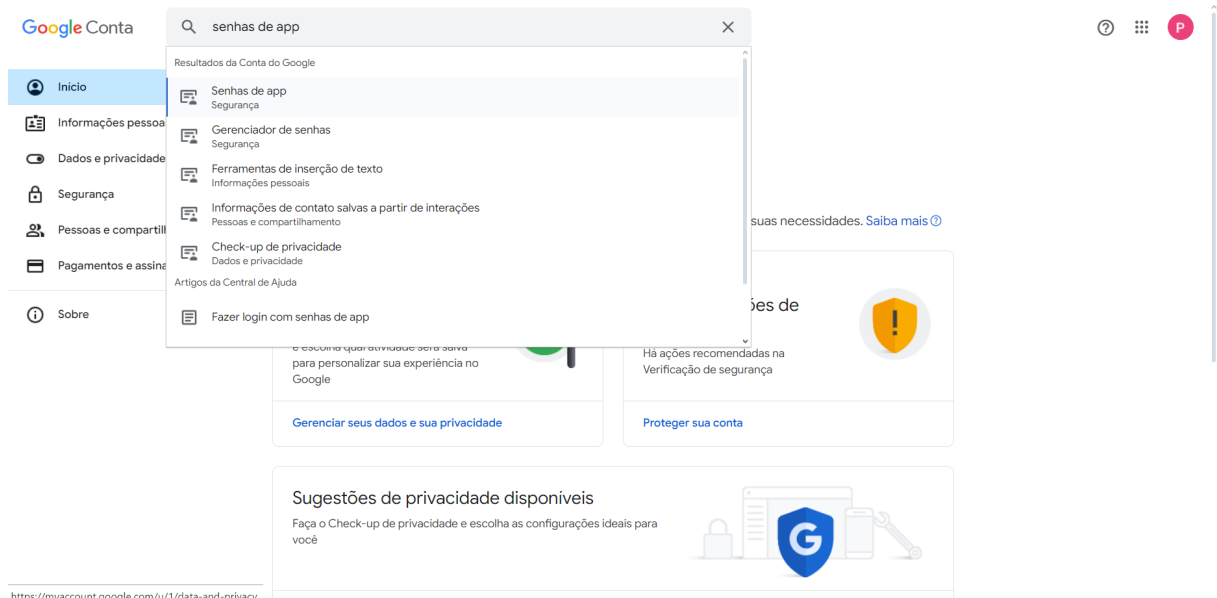 Google Conta
senhas de app
P
Resultados da Conta do Google
Senhas de app
Segurança
Gerenciador de senhas
Segurança
Ferramentas de inserção de texto
Informações pessoais
Informações de contato salvas a partir de interações
Pessoas e compartilhamento
Check-up de privacidade
Dados e privacidade
Artigos da Central de Ajuda
Fazer login com senhas de app
Início
Informações pessoa
Dados e privacidade
Segurança
Pessoas e compartil
Pagamentos e assina
Sobre
suas necessidades. Saiba mais
para personalizar sua experiência no
Google
Gerenciar seus dados e sua privacidade
ões de
Há ações recomendadas na
Verificação de segurança
Proteger sua conta
Sugestões de privacidade disponíveis
Faça o Check-up de privacidade e escolha as configurações ideais para
você
G
https://myaccount.google.com/u/1/data-and-privacy